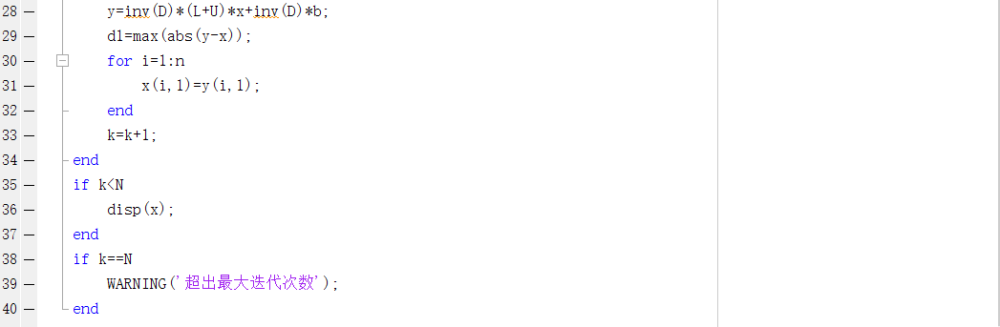 28 — y=inv(D)*(L+U)*x+inv(D)*b;
29 — d1=max(abs(y-x));
30 — for i=1:n
31 — x(i,1)=y(i,1);
32 — end
33 — k=k+1;
34 — end
35 — if k<N
36 — disp(x);
37 — end
38 — if k==N
39 — WARNING('超出最大迭代次数');
40 — end